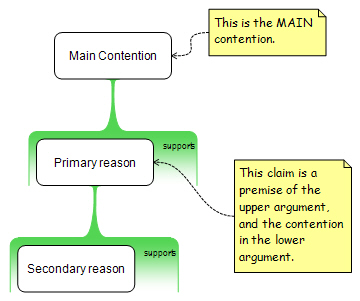 This is the MAIN
contention.
Main Contention
supports
Primary reason
This claim is a
premise of the
upper argument,
and the contention
in the lower
argument.
supports
Secondary reason